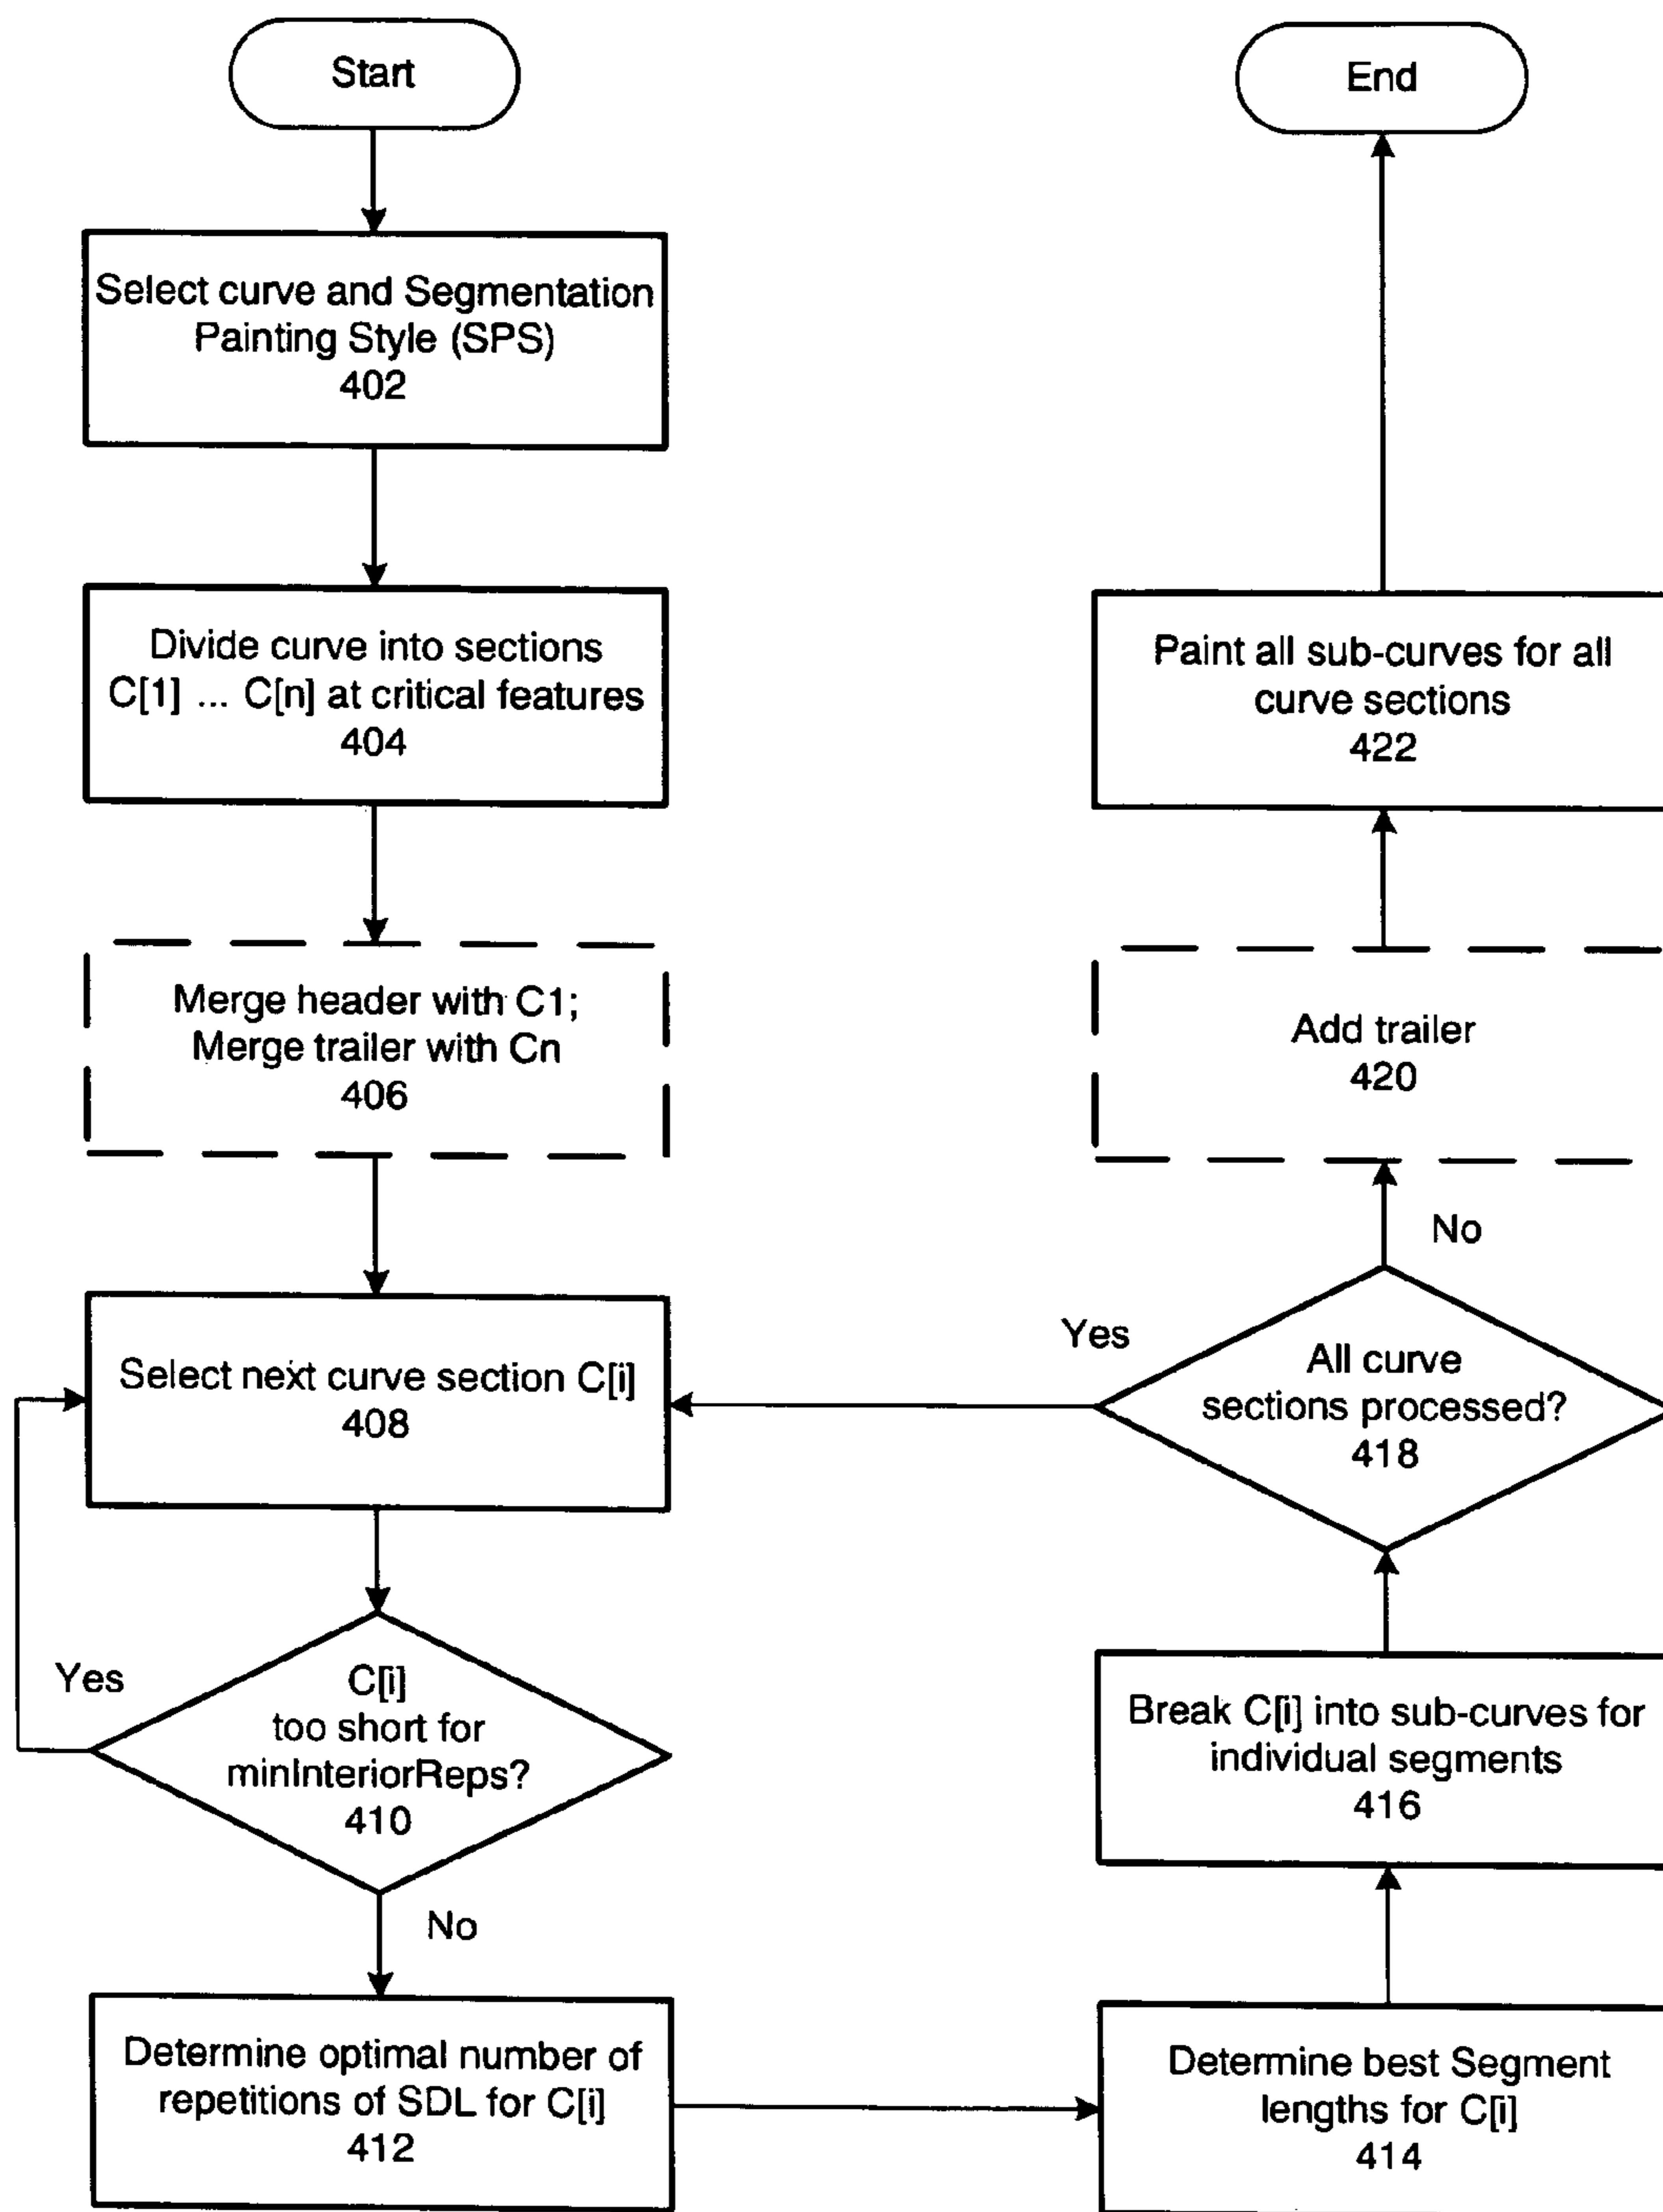 Start
Select curve and Segmentation
Painting Style (SPS)
402
Divide curve into sections
C[1] ... C[n] at critical features
404
Merge header with C1;
Merge trailer with Cn
406
Select next curve section C[i]
408
Yes
C[i]
too short for
minInteriorReps?
410
No
Determine optimal number of
repetitions of SDL for C[i]
412
Determine best Segment
lengths for C[i]
414
Break C[i] into sub-curves for
individual segments
416
All curve
sections processed?
418
Yes
No
Add trailer
420
Paint all sub-curves for all
curve sections
422
End